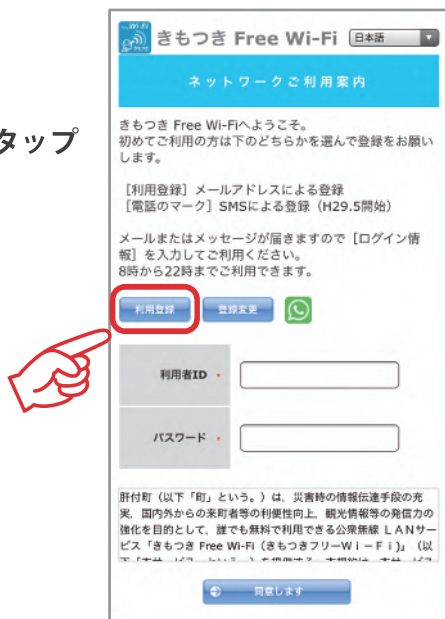 きもつき Free Wi-Fi 日本語
ネットワークご利用案内
タップ
きもつき Free Wi-Fiへようこそ。
初めてご利用の方は下のどちらかを選んで登録をお願い
します。
［利用登録］メールアドレスによる登録
［電話のマーク］SMSによる登録（H29.5開始）
メールまたはメッセージが届きますので［ログイン情
報］を入力してご利用ください。
8時から22時までご利用できます。
利用登録 登録変更
利用者ID
パスワード
肝付町（以下「町」という。）は、災害時の情報伝達手段の充
実、国内外からの来町者等の利便性向上、観光情報等の発信力の
強化を目的として、誰でも無料で利用できる公衆無線 ＬＡＮサー
ビス「きもつき Free Wi-Fi（きもつきフリーＷｉ－Ｆｉ）」（以
同意します